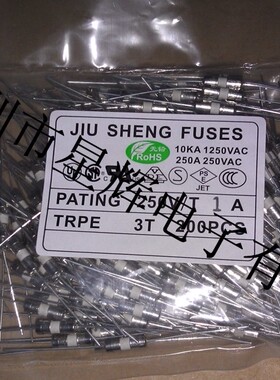 JIU SHENG FUSES
RoHS
10KA 1250VAC
250A 250VAC
PS
E
JET
PATING 250V T 1 A
TRPE 3T 200PCS
圳市昱辉电子有